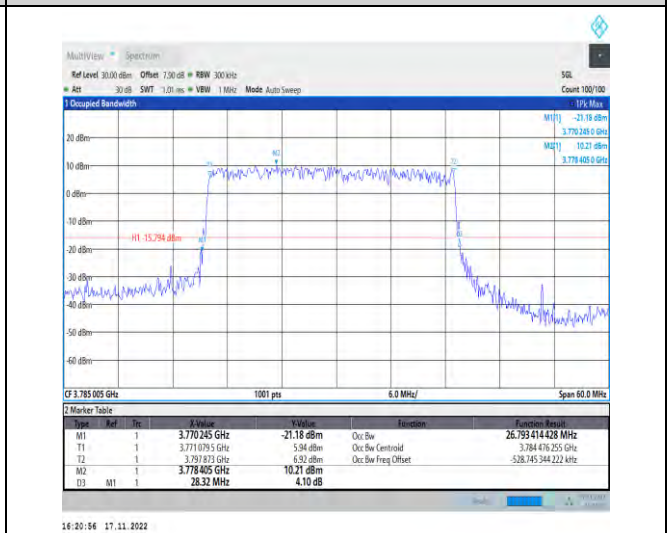 MultiView Spectrum
Ref Level 30.00 dBm Offset 7.90 dB RBW 300 kHz SGL
Att 30 dB SWT 1.01 ms VBW 1 MHz Mode Auto Sweep Count 100/100
1 Occupied Bandwidth 1Pk Max
M1[1] -21.18 dBm
3.770 245 0 GHz
M2[1] 10.21 dBm
3.778 405 0 GHz
20 dBm
10 dBm
M2
T1
T2
0 dBm
-10 dBm
H1 -15.794 dBm
-20 dBm
-30 dBm
-40 dBm
-50 dBm
-60 dBm
CF 3.785 005 GHz 1001 pts 6.0 MHz/ Span 60.0 MHz
2 Marker Table
Type Ref Trc X-Value Y-Value Function Function Result
M1 1 3.770 245 GHz -21.18 dBm Occ Bw 26.793 414 428 MHz
T1 1 3.771 079 5 GHz 5.94 dBm Occ Bw Centroid 3.784 476 255 GHz
T2 1 3.797 873 GHz 6.92 dBm Occ Bw Freq Offset -528.745 344 222 kHz
M2 1 3.778 405 GHz 10.21 dBm
D3 M1 1 28.32 MHz 4.10 dB
16:20:56 17.11.2022